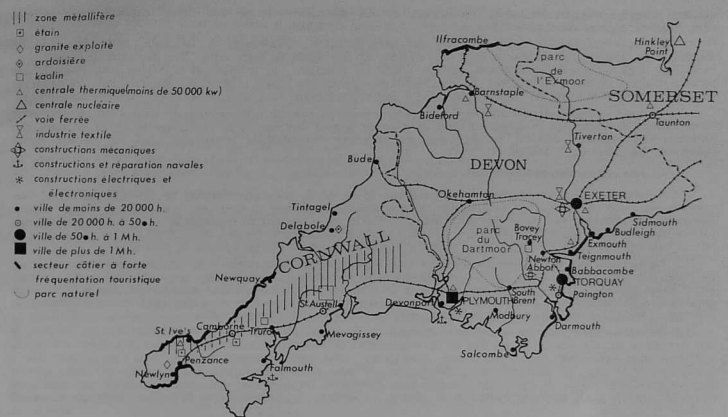 zone métallifère
étain
granite exploité
ardoisière
kaolin
centrale thermique(moins de 50 000 kw)
centrale nucléaire
voie ferrée
industrie textile
constructions mécaniques
constructions et réparation navales
constructions électriques et
électroniques
ville de moins de 20 000 h.
ville de 20 000 h. à 50●h.
ville de 50●h. à 1 Mh.
ville de plus de 1 Mh.
secteur côtier à forte
fréquentation touristique
parc naturel
Ilfracombe
Hinkley
Point
parc
de
l'Exmoor
Barnstaple
SOMERSET
Bideford
Taunton
Tiverton
Bude
DEVON
Okehamton
EXETER
Tintagel
Delabole
parc
du
Dartmoor
Bovey
Tracey
Sidmouth
Budleigh
Exmouth
Teignmouth
CORNWALL
Newton
Abbot
Babbacombe
TORQUAY
Newquay
St Austell
Devonport
PLYMOUTH
South
Brent
Paington
Modbury
Darmouth
St. Ive's
Camborne
Truro
Mevagissey
Salcombe
Penzance
Newlyn
Falmouth